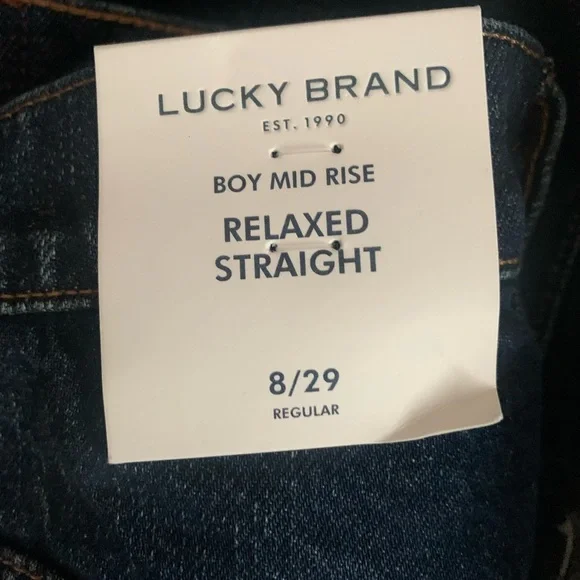 LUCKY BRAND
EST. 1990
BOY MID RISE
RELAXED
STRAIGHT
8/29
REGULAR